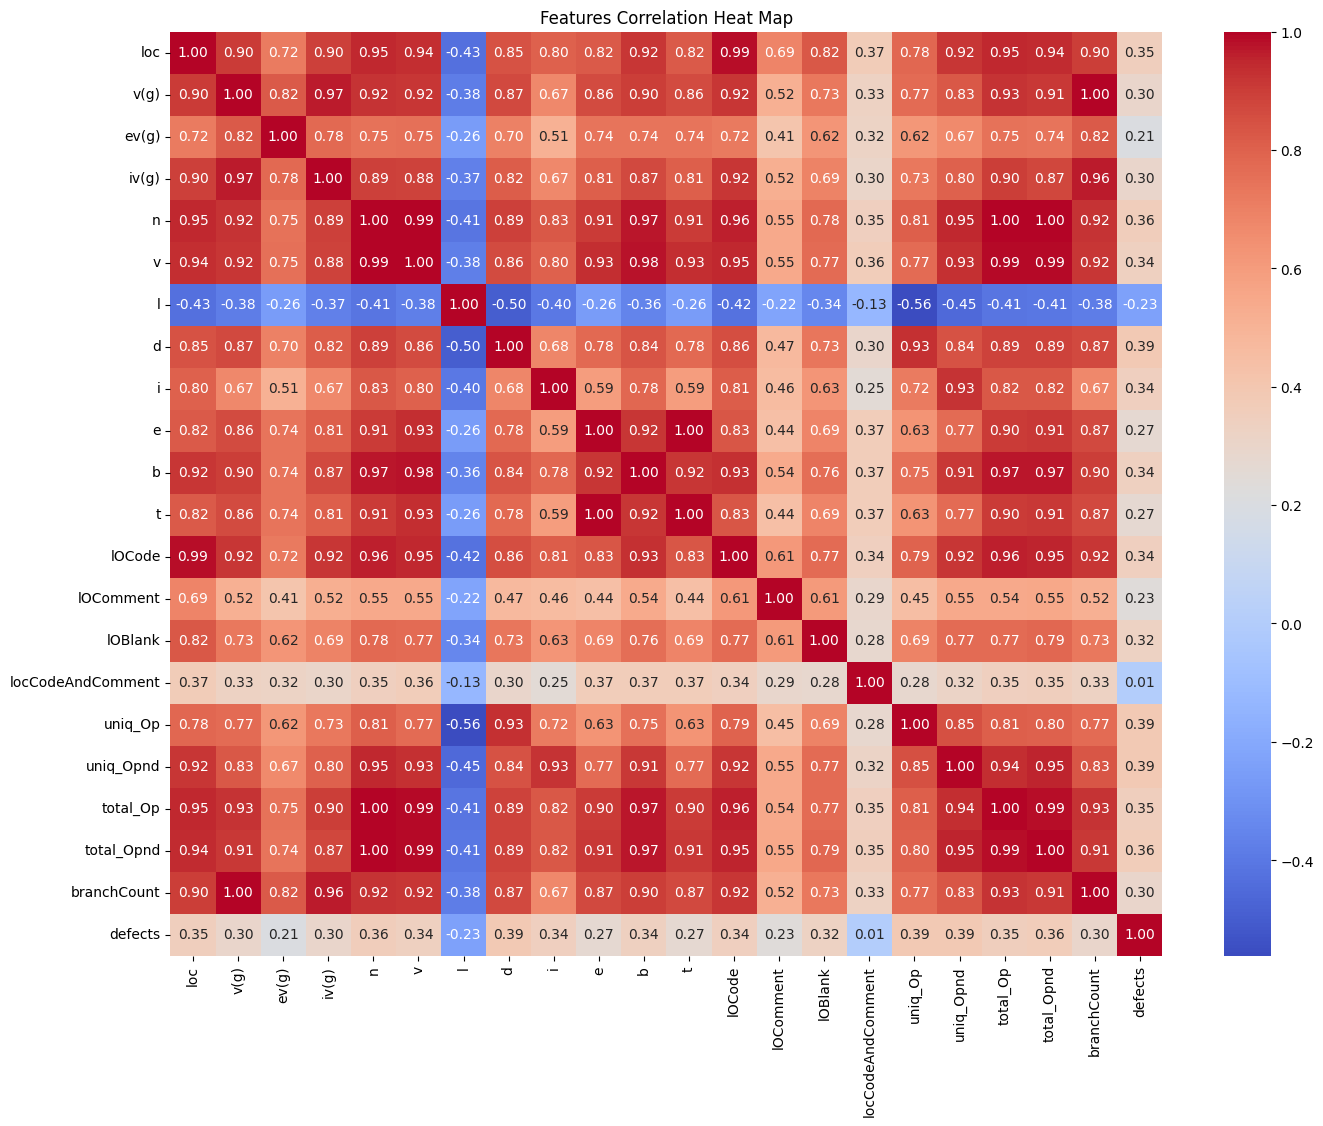 Features Correlation Heat Map
loc 1.00 0.90 0.72 0.90 0.95 0.94 -0.43 0.85 0.80 0.82 0.92 0.82 0.99 0.69 0.82 0.37 0.78 0.92 0.95 0.94 0.90 0.35
v(g) 0.90 1.00 0.82 0.97 0.92 0.92 -0.38 0.87 0.67 0.86 0.90 0.86 0.92 0.52 0.73 0.33 0.77 0.83 0.93 0.91 1.00 0.30
ev(g) 0.72 0.82 1.00 0.78 0.75 0.75 -0.26 0.70 0.51 0.74 0.74 0.74 0.72 0.41 0.62 0.32 0.62 0.67 0.75 0.74 0.82 0.21
iv(g) 0.90 0.97 0.78 1.00 0.89 0.88 -0.37 0.82 0.67 0.81 0.87 0.81 0.92 0.52 0.69 0.30 0.73 0.80 0.90 0.87 0.96 0.30
n 0.95 0.92 0.75 0.89 1.00 0.99 -0.41 0.89 0.83 0.91 0.97 0.91 0.96 0.55 0.78 0.35 0.81 0.95 1.00 1.00 0.92 0.36
v 0.94 0.92 0.75 0.88 0.99 1.00 -0.38 0.86 0.80 0.93 0.98 0.93 0.95 0.55 0.77 0.36 0.77 0.93 0.99 0.99 0.92 0.34
l -0.43 -0.38 -0.26 -0.37 -0.41 -0.38 1.00 -0.50 -0.40 -0.26 -0.36 -0.26 -0.42 -0.22 -0.34 -0.13 -0.56 -0.45 -0.41 -0.41 -0.38 -0.23
d 0.85 0.87 0.70 0.82 0.89 0.86 -0.50 1.00 0.68 0.78 0.84 0.78 0.86 0.47 0.73 0.30 0.93 0.84 0.89 0.89 0.87 0.39
i 0.80 0.67 0.51 0.67 0.83 0.80 -0.40 0.68 1.00 0.59 0.78 0.59 0.81 0.46 0.63 0.25 0.72 0.93 0.82 0.82 0.67 0.34
e 0.82 0.86 0.74 0.81 0.91 0.93 -0.26 0.78 0.59 1.00 0.92 1.00 0.83 0.44 0.69 0.37 0.63 0.77 0.90 0.91 0.87 0.27
b 0.92 0.90 0.74 0.87 0.97 0.98 -0.36 0.84 0.78 0.92 1.00 0.92 0.93 0.54 0.76 0.37 0.75 0.91 0.97 0.97 0.90 0.34
t 0.82 0.86 0.74 0.81 0.91 0.93 -0.26 0.78 0.59 1.00 0.92 1.00 0.83 0.44 0.69 0.37 0.63 0.77 0.90 0.91 0.87 0.27
lOCode 0.99 0.92 0.72 0.92 0.96 0.95 -0.42 0.86 0.81 0.83 0.93 0.83 1.00 0.61 0.77 0.34 0.79 0.92 0.96 0.95 0.92 0.34
lOComment 0.69 0.52 0.41 0.52 0.55 0.55 -0.22 0.47 0.46 0.44 0.54 0.44 0.61 1.00 0.61 0.29 0.45 0.55 0.54 0.55 0.52 0.23
lOBlank 0.82 0.73 0.62 0.69 0.78 0.77 -0.34 0.73 0.63 0.69 0.76 0.69 0.77 0.61 1.00 0.28 0.69 0.77 0.77 0.79 0.73 0.32
locCodeAndComment 0.37 0.33 0.32 0.30 0.35 0.36 -0.13 0.30 0.25 0.37 0.37 0.37 0.34 0.29 0.28 1.00 0.28 0.32 0.35 0.35 0.33 0.01
uniq_Op 0.78 0.77 0.62 0.73 0.81 0.77 -0.56 0.93 0.72 0.63 0.75 0.63 0.79 0.45 0.69 0.28 1.00 0.85 0.81 0.80 0.77 0.39
uniq_Opnd 0.92 0.83 0.67 0.80 0.95 0.93 -0.45 0.84 0.93 0.77 0.91 0.77 0.92 0.55 0.77 0.32 0.85 1.00 0.94 0.95 0.83 0.39
total_Op 0.95 0.93 0.75 0.90 1.00 0.99 -0.41 0.89 0.82 0.90 0.97 0.90 0.96 0.54 0.77 0.35 0.81 0.94 1.00 0.99 0.93 0.35
total_Opnd 0.94 0.91 0.74 0.87 1.00 0.99 -0.41 0.89 0.82 0.91 0.97 0.91 0.95 0.55 0.79 0.35 0.80 0.95 0.99 1.00 0.91 0.36
branchCount 0.90 1.00 0.82 0.96 0.92 0.92 -0.38 0.87 0.67 0.87 0.90 0.87 0.92 0.52 0.73 0.33 0.77 0.83 0.93 0.91 1.00 0.30
defects 0.35 0.30 0.21 0.30 0.36 0.34 -0.23 0.39 0.34 0.27 0.34 0.27 0.34 0.23 0.32 0.01 0.39 0.39 0.35 0.36 0.30 1.00
loc v(g) ev(g) iv(g) n v l d i e b t lOCode lOComment lOBlank locCodeAndComment uniq_Op uniq_Opnd total_Op total_Opnd branchCount defects
1.0
0.8
0.6
0.4
0.2
0.0
−0.2
−0.4